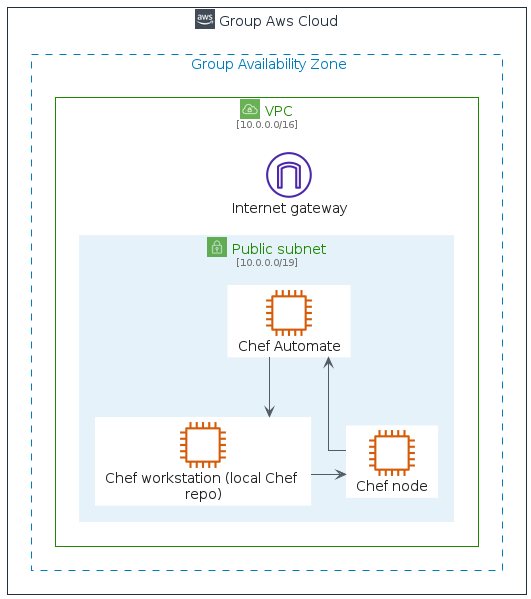 aws
Group Aws Cloud
Group Availability Zone
VPC
[10.0.0.0/16]
Internet gateway
Public subnet
[10.0.0.0/19]
Chef Automate
Chef workstation (local Chef
repo)
Chef node